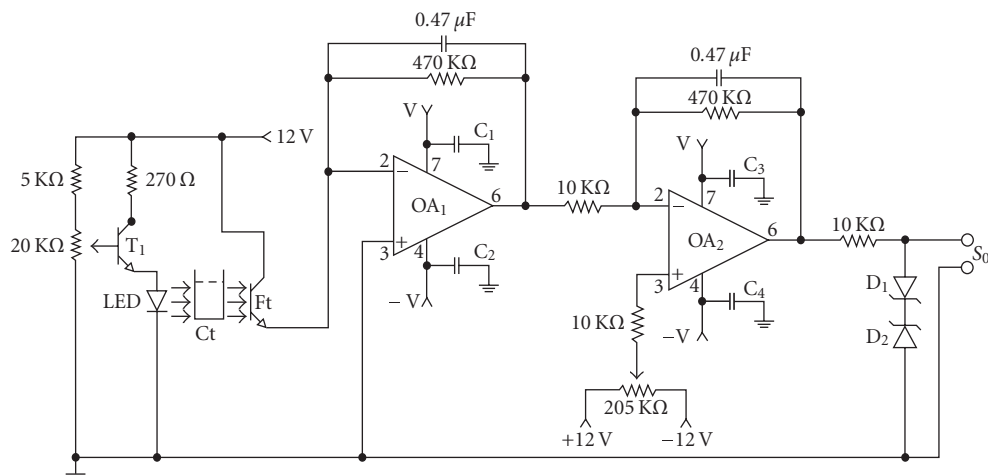 0.47 μF
470 KΩ
0.47 μF
470 KΩ
V
C1
7
2
−
6
OA1
+
3
4
C2
− V
12 V
5 KΩ
270 Ω
20 KΩ
T1
LED
Ct
Ft
10 KΩ
V
C3
7
2
−
6
OA2
+
3
4
C4
−V
10 KΩ
10 KΩ
S0
D1
D2
205 KΩ
+12 V
−12 V